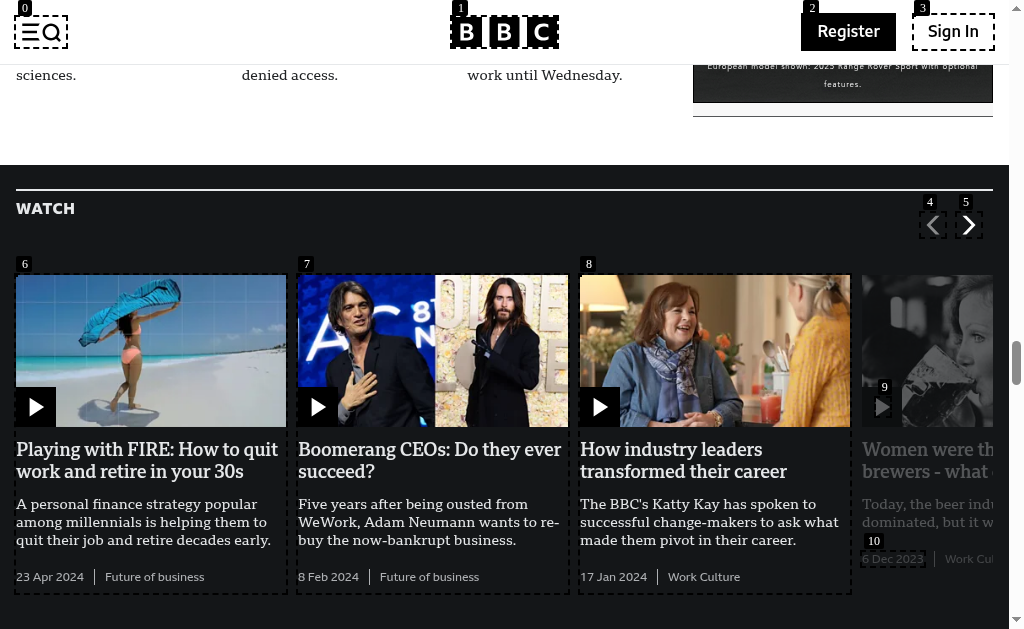 0
1
2
3
BBC
Register
Sign In
sciences.
denied access.
work until Wednesday.
European model shown: 2025 Range Rover Sport with optional
features.
WATCH
4
5
6
7
8
9
Playing with FIRE: How to quit
work and retire in your 30s
A personal finance strategy popular
among millennials is helping them to
quit their job and retire decades early.
23 Apr 2024
Future of business
Boomerang CEOs: Do they ever
succeed?
Five years after being ousted from
WeWork, Adam Neumann wants to re-
buy the now-bankrupt business.
8 Feb 2024
Future of business
How industry leaders
transformed their career
The BBC's Katty Kay has spoken to
successful change-makers to ask what
made them pivot in their career.
17 Jan 2024
Work Culture
Women were th
brewers - what
Today, the beer indu
dominated, but it w
10
6 Dec 2023
Work Cul